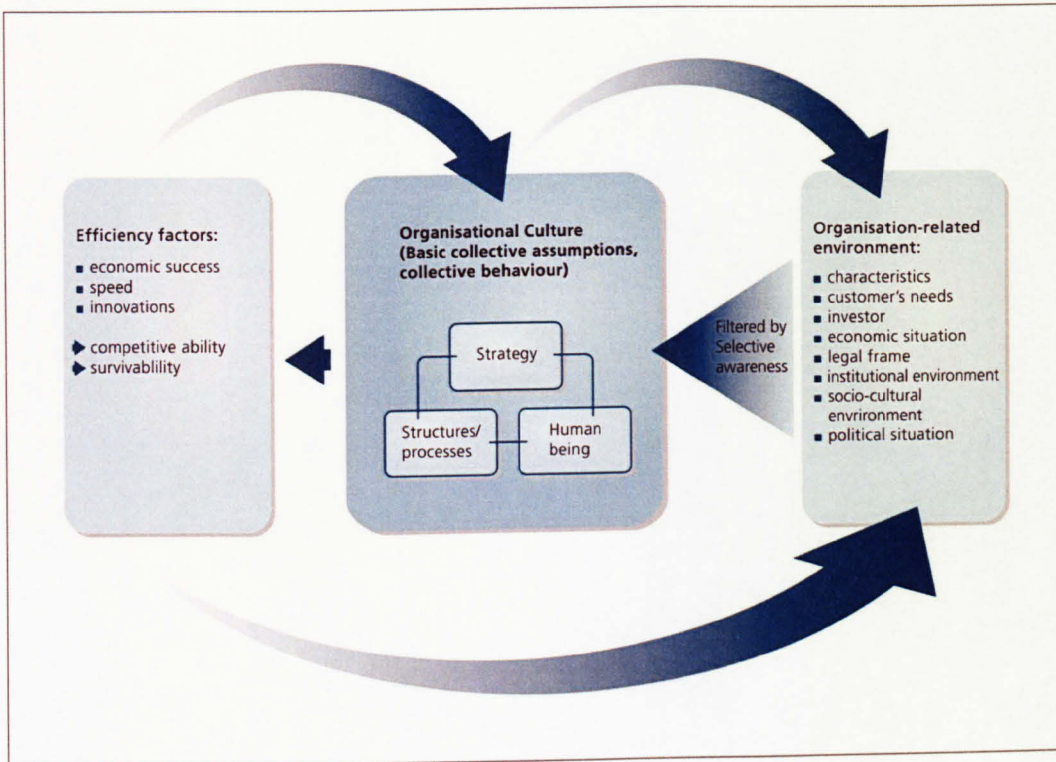 Efficiency factors:
economic success
speed
innovations
competitive ability
survivablility
Organisational Culture
(Basic collective assumptions,
collective behaviour)
Strategy
Structures/
processes
Human
being
Filtered by
Selective
awareness
Organisation-related
environment:
characteristics
customer's needs
investor
economic situation
legal frame
institutional environment
socio-cultural
envrironment
political situation